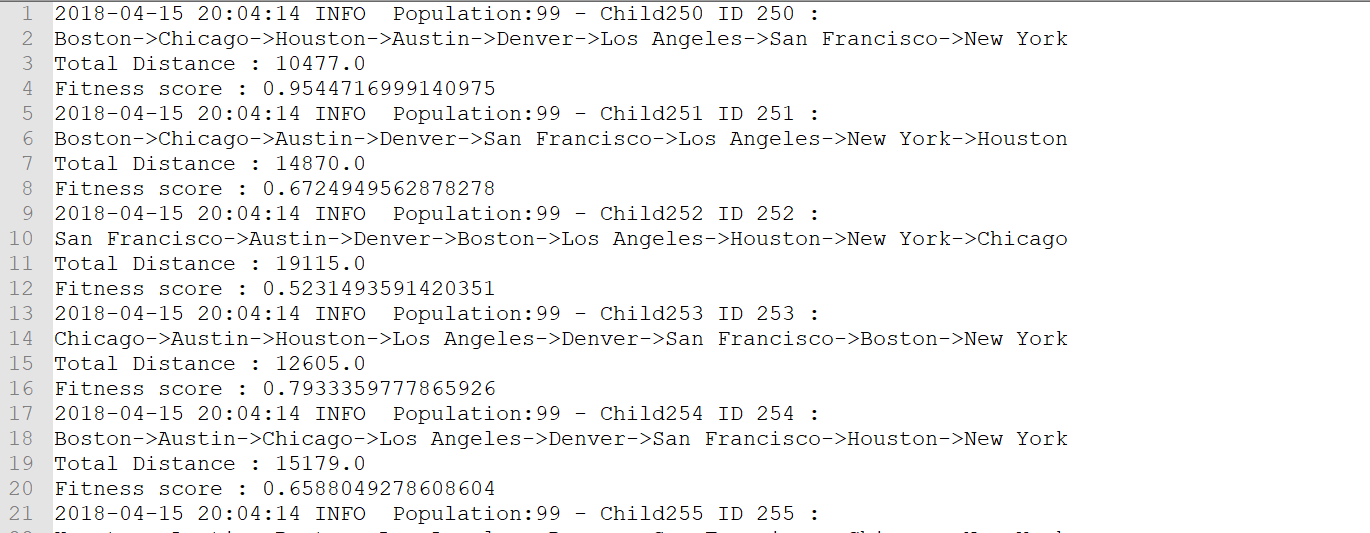 1 2018-04-15 20:04:14 INFO  Population:99 - Child250 ID 250 :
2 Boston->Chicago->Houston->Austin->Denver->Los Angeles->San Francisco->New York
3 Total Distance : 10477.0
4 Fitness score : 0.9544716999140975
5 2018-04-15 20:04:14 INFO  Population:99 - Child251 ID 251 :
6 Boston->Chicago->Austin->Denver->San Francisco->Los Angeles->New York->Houston
7 Total Distance : 14870.0
8 Fitness score : 0.6724949562878278
9 2018-04-15 20:04:14 INFO  Population:99 - Child252 ID 252 :
10 San Francisco->Austin->Denver->Boston->Los Angeles->Houston->New York->Chicago
11 Total Distance : 19115.0
12 Fitness score : 0.5231493591420351
13 2018-04-15 20:04:14 INFO  Population:99 - Child253 ID 253 :
14 Chicago->Austin->Houston->Los Angeles->Denver->San Francisco->Boston->New York
15 Total Distance : 12605.0
16 Fitness score : 0.7933359777865926
17 2018-04-15 20:04:14 INFO  Population:99 - Child254 ID 254 :
18 Boston->Austin->Chicago->Los Angeles->Denver->San Francisco->Houston->New York
19 Total Distance : 15179.0
20 Fitness score : 0.6588049278608604
21 2018-04-15 20:04:14 INFO  Population:99 - Child255 ID 255 :